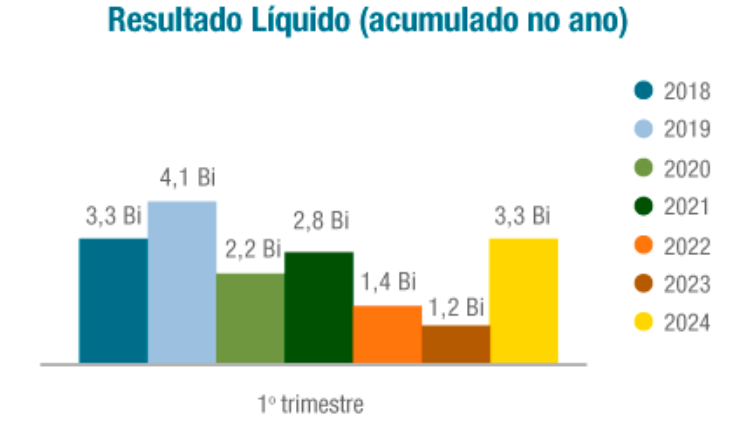 Resultado Líquido (acumulado no ano)
3,3 Bi
4,1 Bi
2,2 Bi
2,8 Bi
1,4 Bi
1,2 Bi
3,3 Bi
1º trimestre
2018
2019
2020
2021
2022
2023
2024